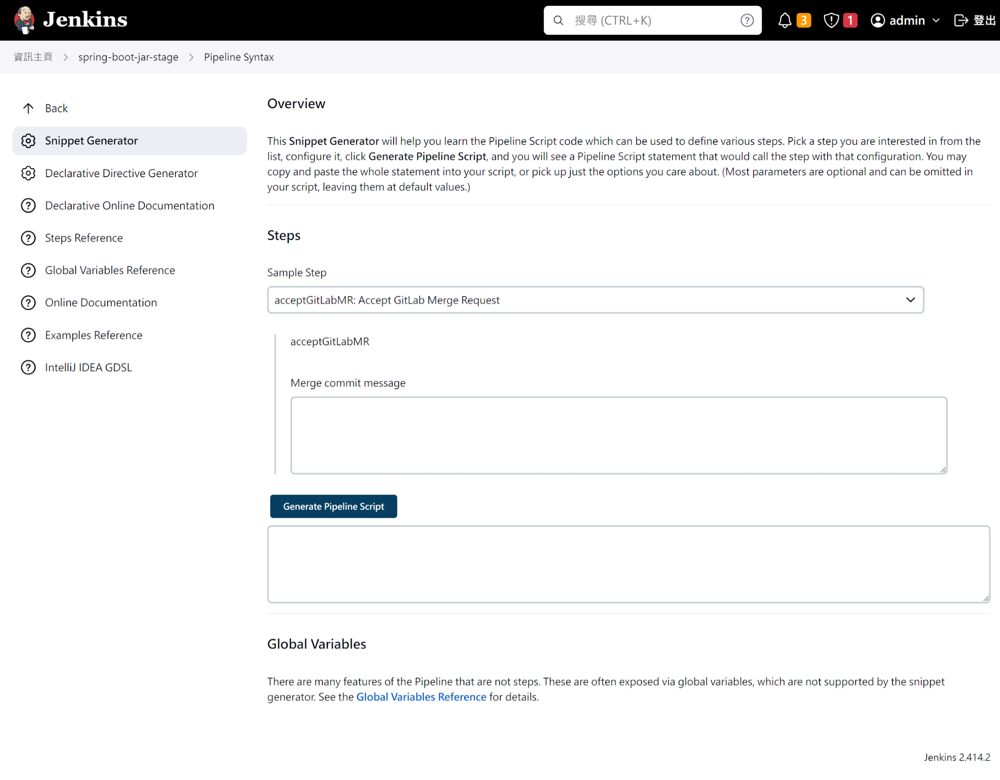 Jenkins
搜尋 (CTRL+K)
3
1
admin
登出
資訊主頁
spring-boot-jar-stage
Pipeline Syntax
Back
Snippet Generator
Declarative Directive Generator
Declarative Online Documentation
Steps Reference
Global Variables Reference
Online Documentation
Examples Reference
IntelliJ IDEA GDSL
Overview
This Snippet Generator will help you learn the Pipeline Script code which can be used to define various steps. Pick a step you are interested in from the
list, configure it, click Generate Pipeline Script, and you will see a Pipeline Script statement that would call the step with that configuration. You may
copy and paste the whole statement into your script, or pick up just the options you care about. (Most parameters are optional and can be omitted in
your script, leaving them at default values.)
Steps
Sample Step
acceptGitLabMR: Accept GitLab Merge Request
acceptGitLabMR
Merge commit message
Generate Pipeline Script
Global Variables
There are many features of the Pipeline that are not steps. These are often exposed via global variables, which are not supported by the snippet
generator. See the Global Variables Reference for details.
Jenkins 2.414.2